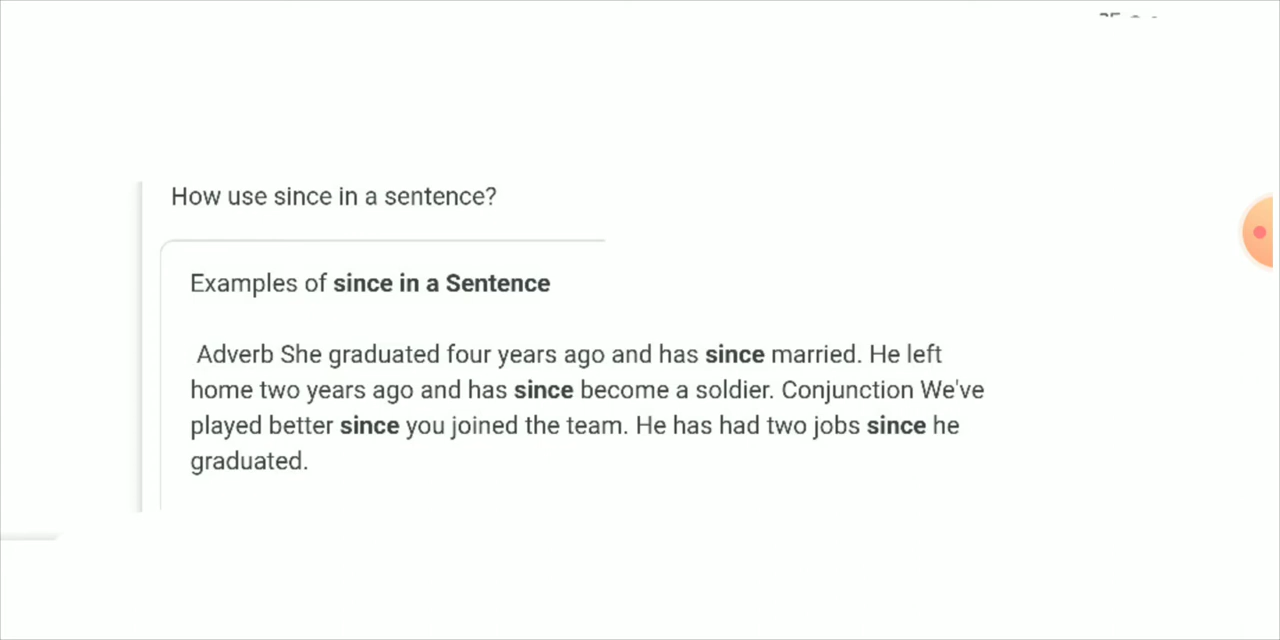 How use since in a sentence?
Examples of since in a Sentence
Adverb She graduated four years ago and has since married. He left
home two years ago and has since become a soldier. Conjunction We've
played better since you joined the team. He has had two jobs since he
graduated.